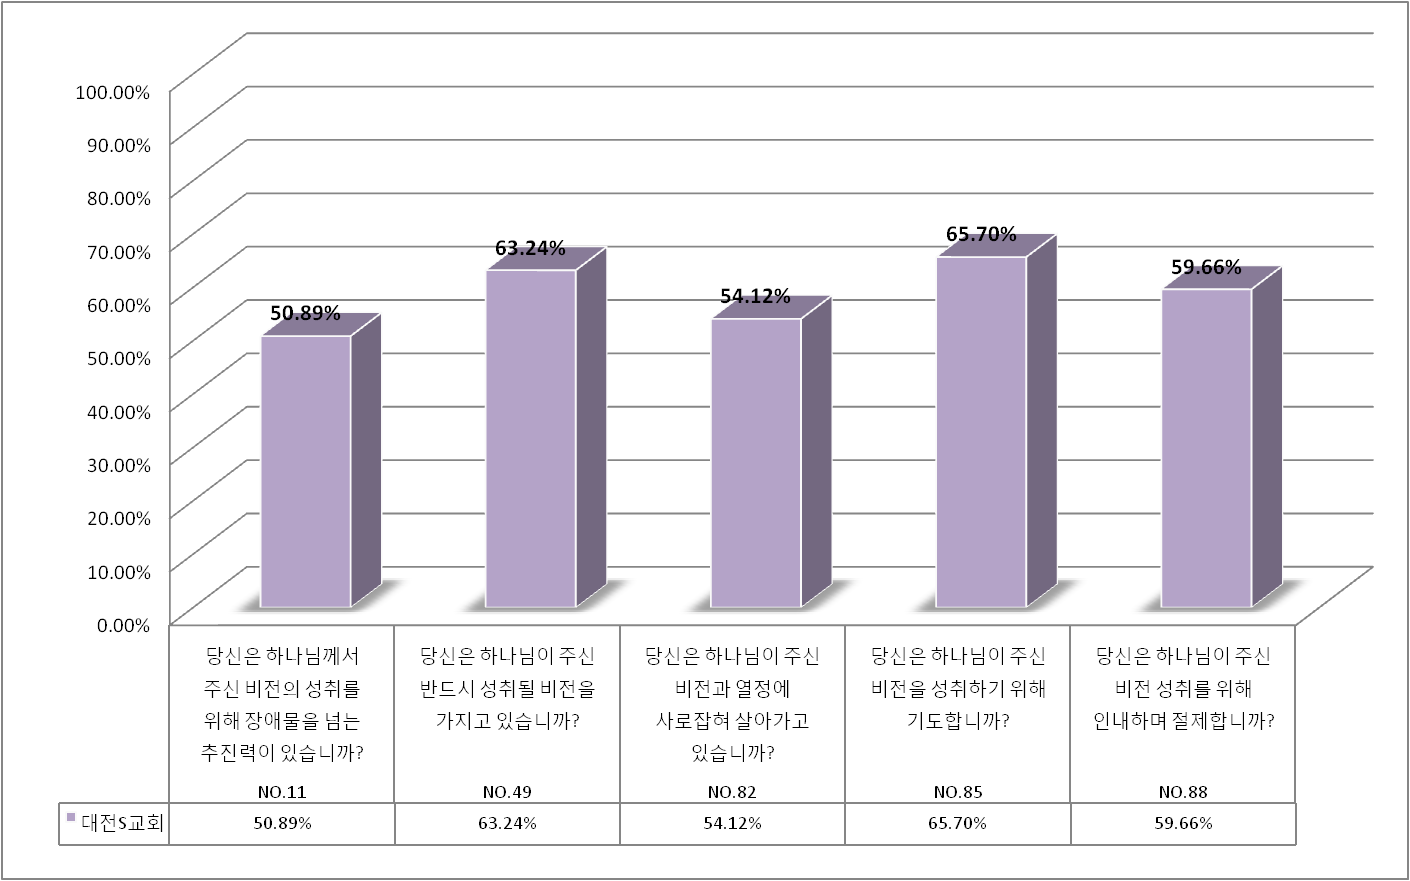 100.00%
90.00%
80.00%
70.00%
60.00%
50.00%
40.00%
30.00%
20.00%
10.00%
0.00%
50.89%
63.24%
54.12%
65.70%
59.66%
당신은 하나님께서
주신 비전의 성취를
위해 장애물을 넘는
추진력이 있습니까?
NO.11
당신은 하나님이 주신
반드시 성취될 비전을
가지고 있습니까?
NO.49
당신은 하나님이 주신
비전과 열정에
사로잡혀 살아가고
있습니까?
NO.82
당신은 하나님이 주신
비전을 성취하기 위해
기도합니까?
NO.85
당신은 하나님이 주신
비전 성취를 위해
인내하며 절제합니까?
NO.88
대전S교회 50.89% 63.24% 54.12% 65.70% 59.66%